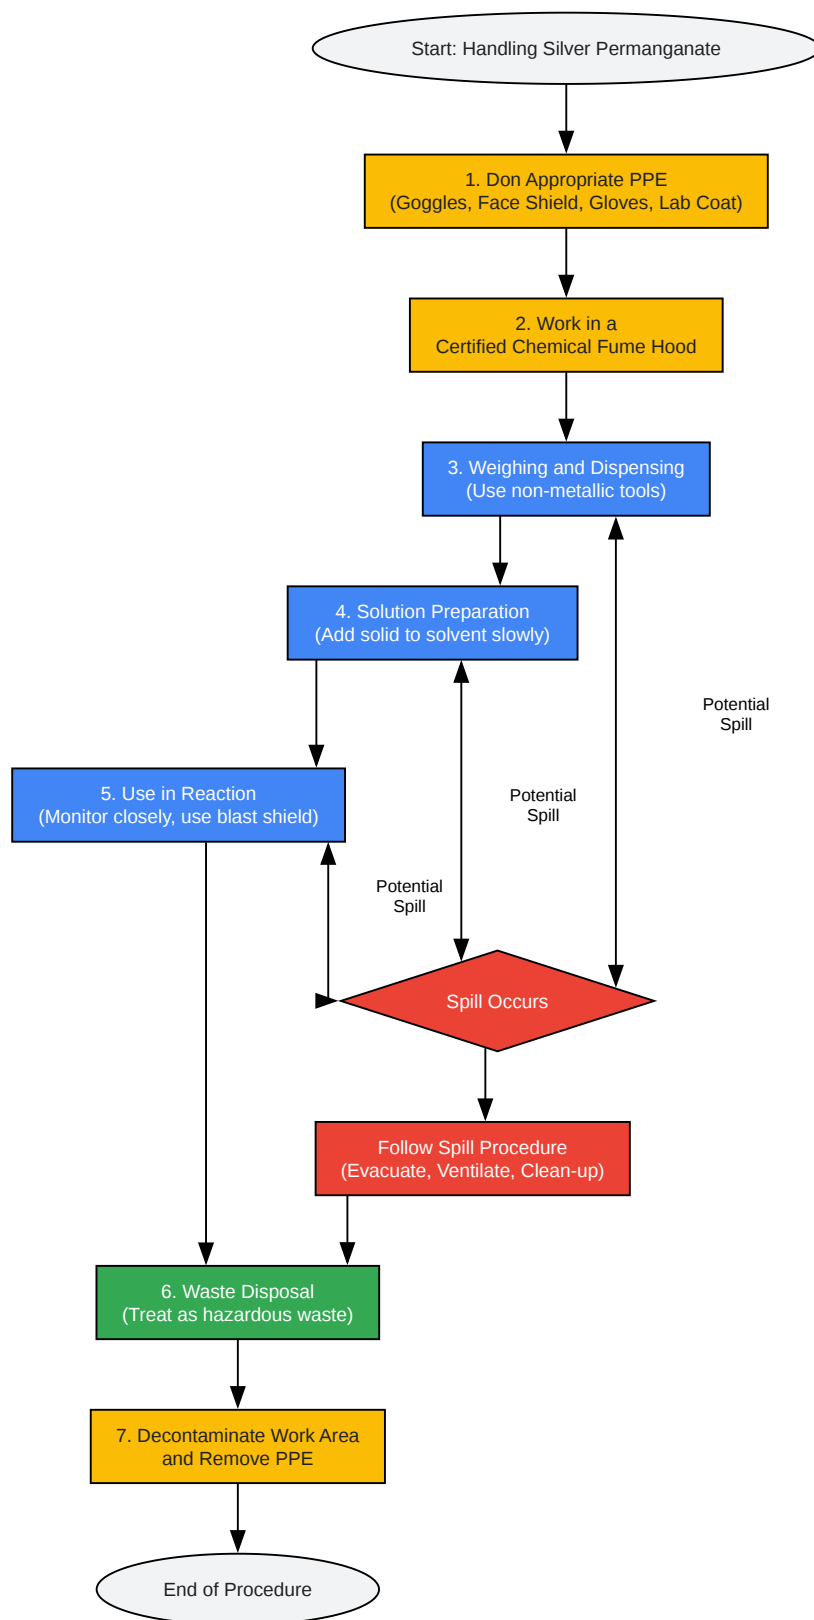 Start: Handling Silver Permanganate
1. Don Appropriate PPE
(Goggles, Face Shield, Gloves, Lab Coat)
2. Work in a
Certified Chemical Fume Hood
3. Weighing and Dispensing
(Use non-metallic tools)
4. Solution Preparation
(Add solid to solvent slowly)
Potential
Spill
5. Use in Reaction
(Monitor closely, use blast shield)
Potential
Spill
Potential
Spill
Spill Occurs
Follow Spill Procedure
(Evacuate, Ventilate, Clean-up)
6. Waste Disposal
(Treat as hazardous waste)
7. Decontaminate Work Area
and Remove PPE
End of Procedure